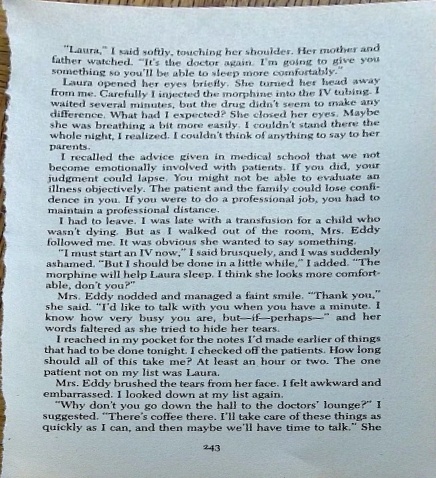 "Laura," I said softly, touching her shoulder. Her mother and
father watched. "It's the doctor again. I'm going to give you
something so you'll be able to sleep more comfortably."
Laura opened her eyes briefly. She turned her head away
from me. Carefully I injected the morphine into the IV tubing. I
waited several minutes, but the drug didn't seem to make any
difference. What had I expected? She closed her eyes. Maybe
she was breathing a bit more easily. I couldn't stand there the
whole night, I realized. I couldn't think of anything to say to her
parents.
I recalled the advice given in medical school that we not
become emotionally involved with patients. If you did, your
judgment could lapse. You might not be able to evaluate an
illness objectively. The patient and the family could lose confi-
dence in you. If you were to do a professional job, you had to
maintain a professional distance.
I had to leave. I was late with a transfusion for a child who
wasn't dying. But as I walked out of the room, Mrs. Eddy
followed me. It was obvious she wanted to say something.
"I must start an IV now," I said brusquely, and I was suddenly
ashamed. "But I should be done in a little while," I added. "The
morphine will help Laura sleep. I think she looks more comfort-
able, don't you?"
Mrs. Eddy nodded and managed a faint smile. "Thank you,"
she said. "I'd like to talk with you when you have a minute. I
know how very busy you are, but—if—perhaps—" and her
words faltered as she tried to hide her tears.
I reached in my pocket for the notes I'd made earlier of things
that had to be done tonight. I checked off the patients. How long
should all of this take me? At least an hour or two. The one
patient not on my list was Laura.
Mrs. Eddy brushed the tears from her face. I felt awkward and
embarrassed. I looked down at my list again.
"Why don't you go down the hall to the doctors' lounge?" I
suggested. "There's coffee there. I'll take care of these things as
quickly as I can, and then maybe we'll have time to talk." She
243